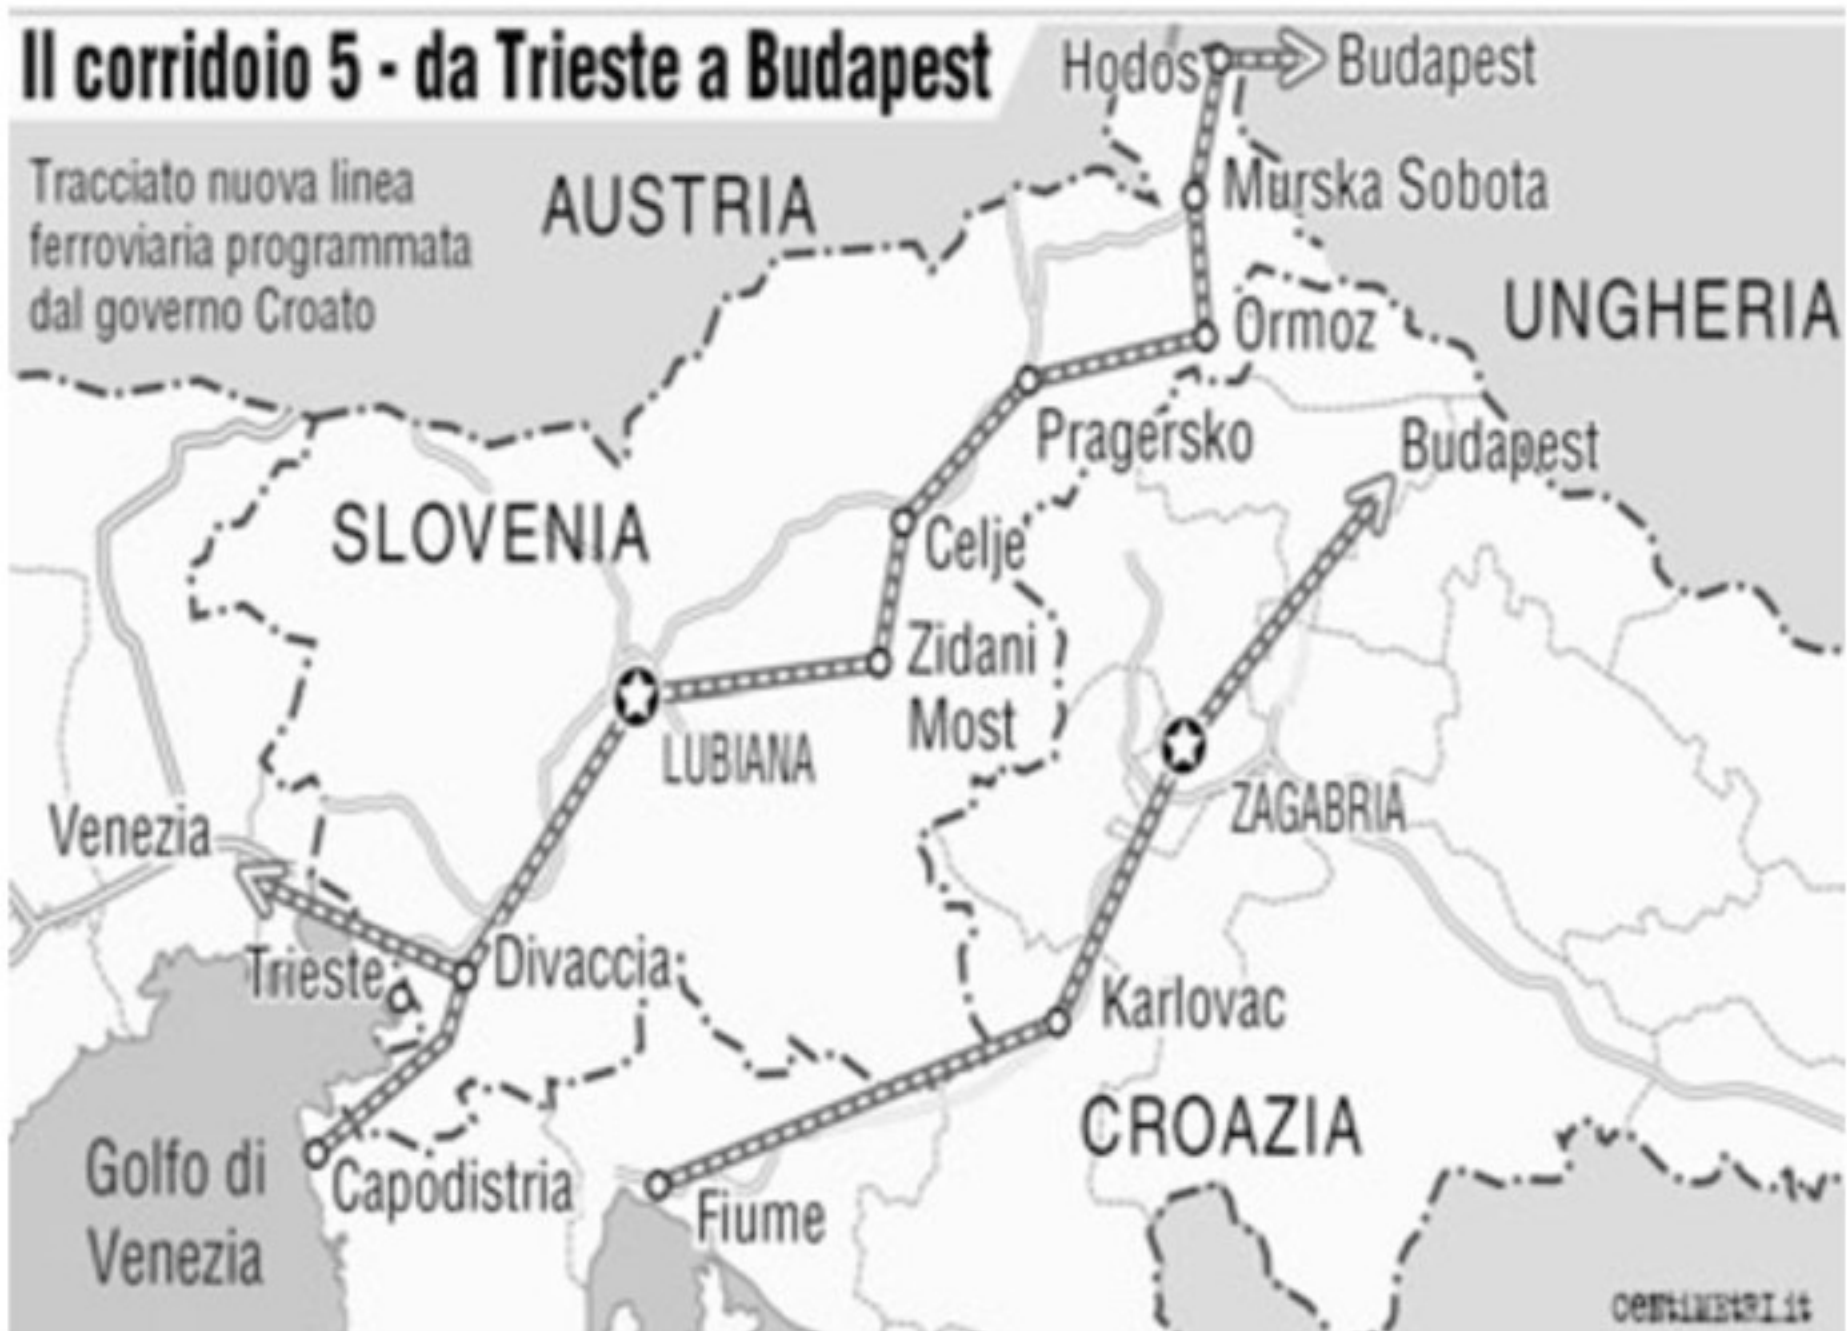 Il corridoio 5 - da Trieste a Budapest
Hodos
Budapest
Tracciato nuova linea
ferroviaria programmata
dal governo Croato
AUSTRIA
Murska Sobota
UNGHERIA
Ormoz
Pragersko
Budapest
SLOVENIA
Celje
Zidani
Most
LUBIANA
ZAGABRIA
Venezia
Trieste
Divaccia
Karlovac
CROAZIA
Golfo di
Venezia
Capodistria
Fiume
CENTIMETRI.it